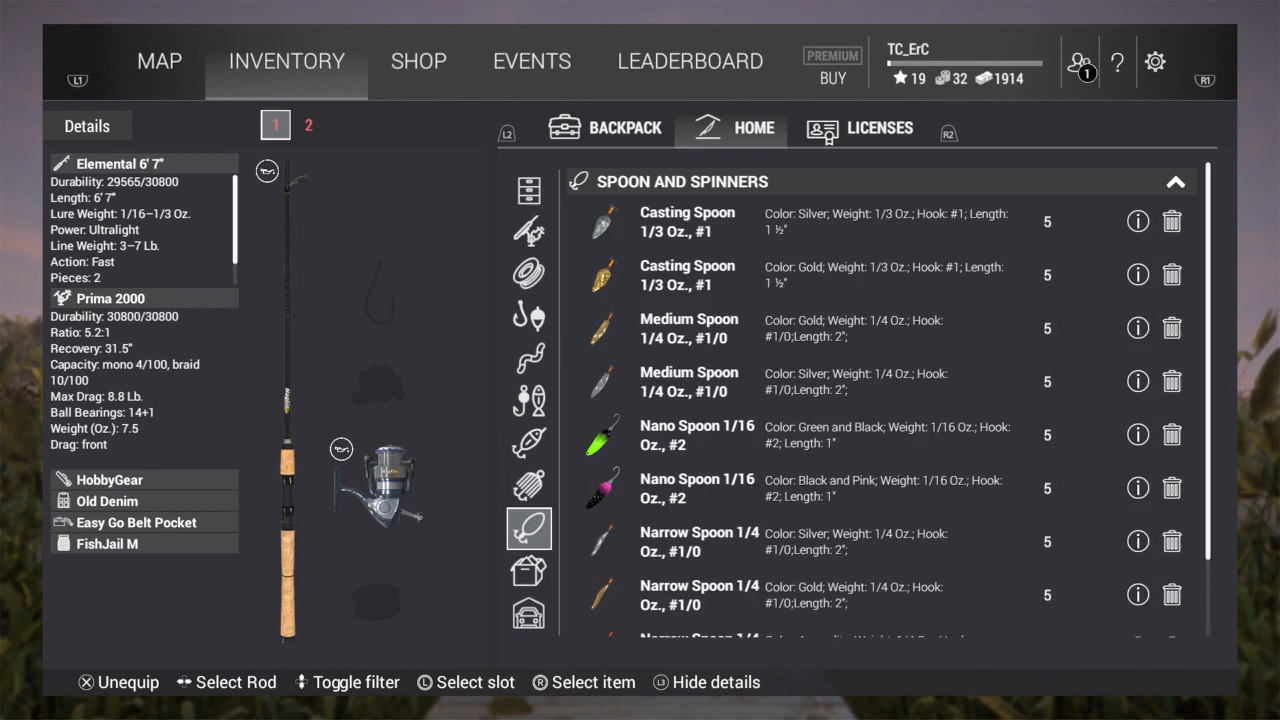 MAP
INVENTORY
SHOP
EVENTS
LEADERBOARD
PREMIUM
BUY
TC_ErC
19
32
1914
1
?
L1
R1
Details
1
2
L2
BACKPACK
HOME
LICENSES
R2
Elemental 6' 7"
Durability: 29565/30800
Length: 6' 7"
Lure Weight: 1/16–1/3 Oz.
Power: Ultralight
Line Weight: 3–7 Lb.
Action: Fast
Pieces: 2
Prima 2000
Durability: 30800/30800
Ratio: 5.2:1
Recovery: 31.5"
Capacity: mono 4/100, braid
10/100
Max Drag: 8.8 Lb.
Ball Bearings: 14+1
Weight (Oz.): 7.5
Drag: front
HobbyGear
Old Denim
Easy Go Belt Pocket
FishJail M
SPOON AND SPINNERS
Casting Spoon
1/3 Oz., #1
Color: Silver; Weight: 1/3 Oz.; Hook: #1; Length:
1 ½"
5
Casting Spoon
1/3 Oz., #1
Color: Gold; Weight: 1/3 Oz.; Hook: #1; Length:
1 ½"
5
Medium Spoon
1/4 Oz., #1/0
Color: Gold; Weight: 1/4 Oz.; Hook:
#1/0;Length: 2";
5
Medium Spoon
1/4 Oz., #1/0
Color: Silver; Weight: 1/4 Oz.; Hook:
#1/0;Length: 2";
5
Nano Spoon 1/16
Oz., #2
Color: Green and Black; Weight: 1/16 Oz.; Hook:
#2; Length: 1"
5
Nano Spoon 1/16
Oz., #2
Color: Black and Pink; Weight: 1/16 Oz.; Hook:
#2; Length: 1"
5
Narrow Spoon 1/4
Oz., #1/0
Color: Silver; Weight: 1/4 Oz.; Hook:
#1/0;Length: 2";
5
Narrow Spoon 1/4
Oz., #1/0
Color: Gold; Weight: 1/4 Oz.; Hook:
#1/0;Length: 2";
5
Narrow Spoon 1/4
X Unequip
Select Rod
Toggle filter
L Select slot
R Select item
L3 Hide details